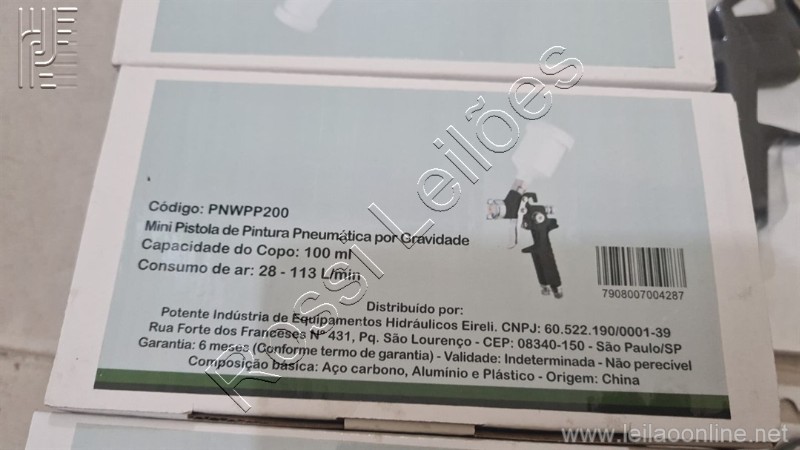 Código: PNWPP200
Mini Pistola de Pintura Pneumática por Gravidade
Capacidade do Copo: 100 ml
Consumo de ar: 28 - 113 L/min
7908007004287
Distribuído por:
Potente Indústria de Equipamentos Hidráulicos Eireli. CNPJ: 60.522.190/0001-39
Rua Forte dos Franceses Nº 431, Pq. São Lourenço - CEP: 08340-150 - São Paulo/SP
Garantia: 6 meses (Conforme termo de garantia) - Validade: Indeterminada - Não perecível
Composição básica: Aço carbono, Alumínio e Plástico - Origem: China
Rossi Leilões
www.leilaoonline.net